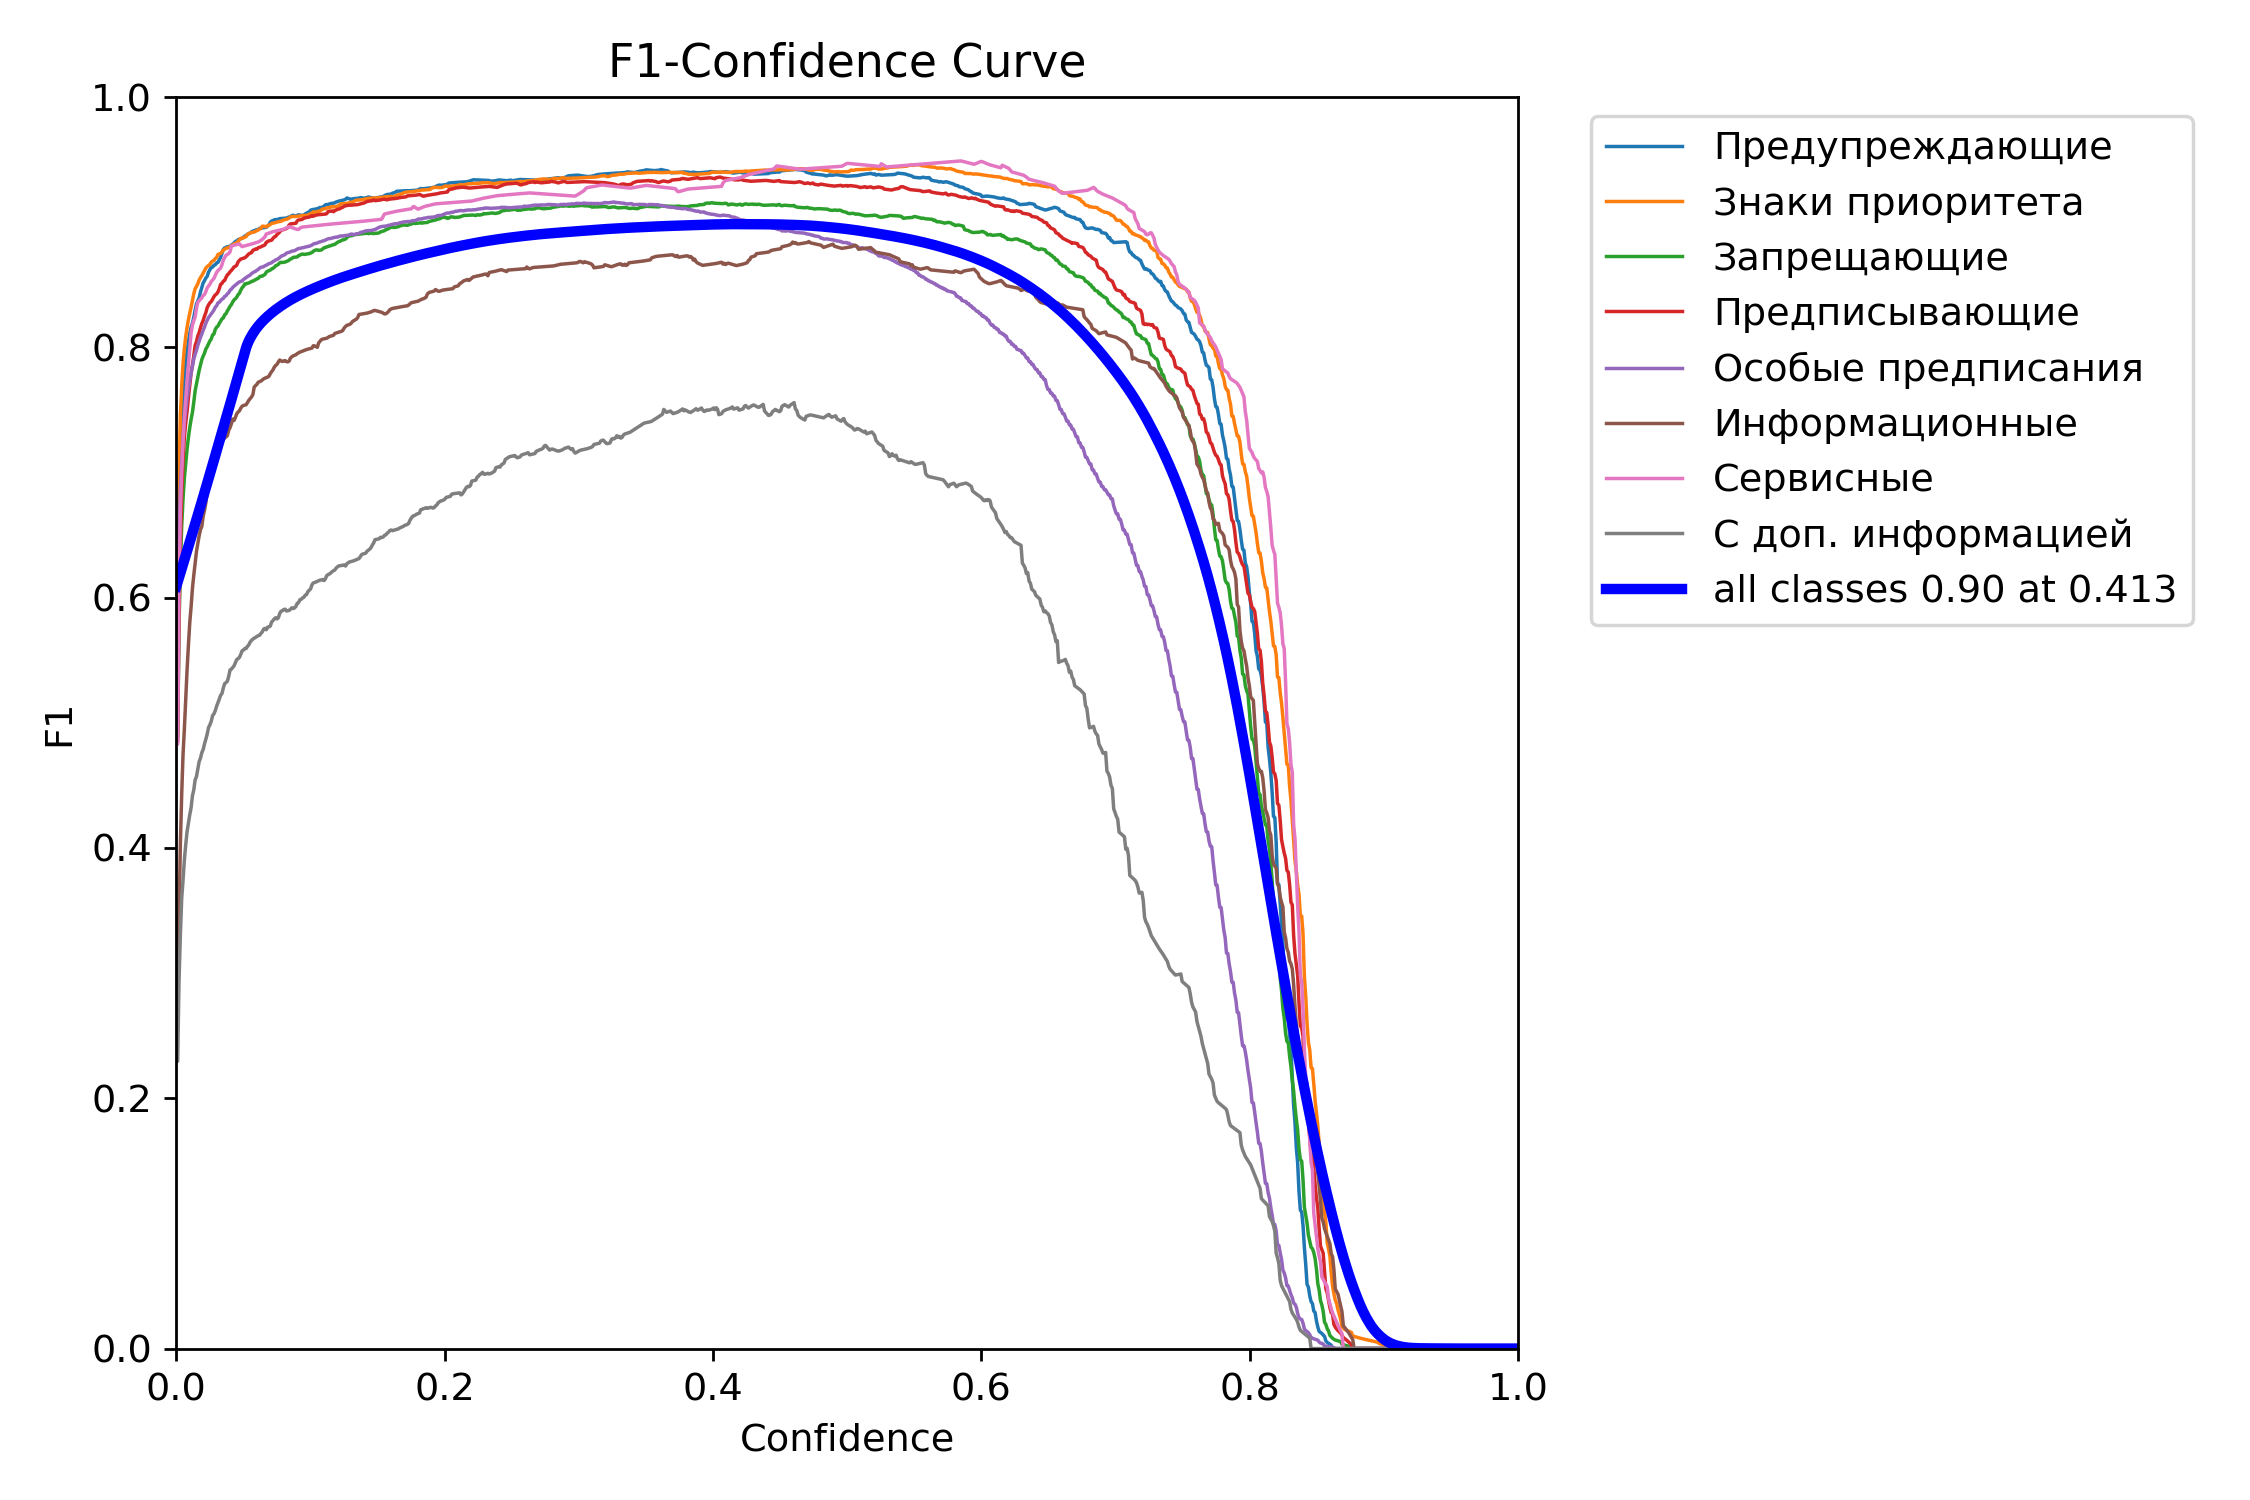 F1-Confidence Curve
1.0
0.8
0.6
0.4
0.2
0.0
F1
0.0 0.2 0.4 0.6 0.8 1.0
Confidence
Предупреждающие
Знаки приоритета
Запрещающие
Предписывающие
Особые предписания
Информационные
Сервисные
С доп. информацией
all classes 0.90 at 0.413